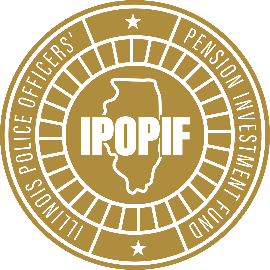 ILLINOIS POLICE OFFICERS'
PENSION INVESTMENT FUND
IPOPIF